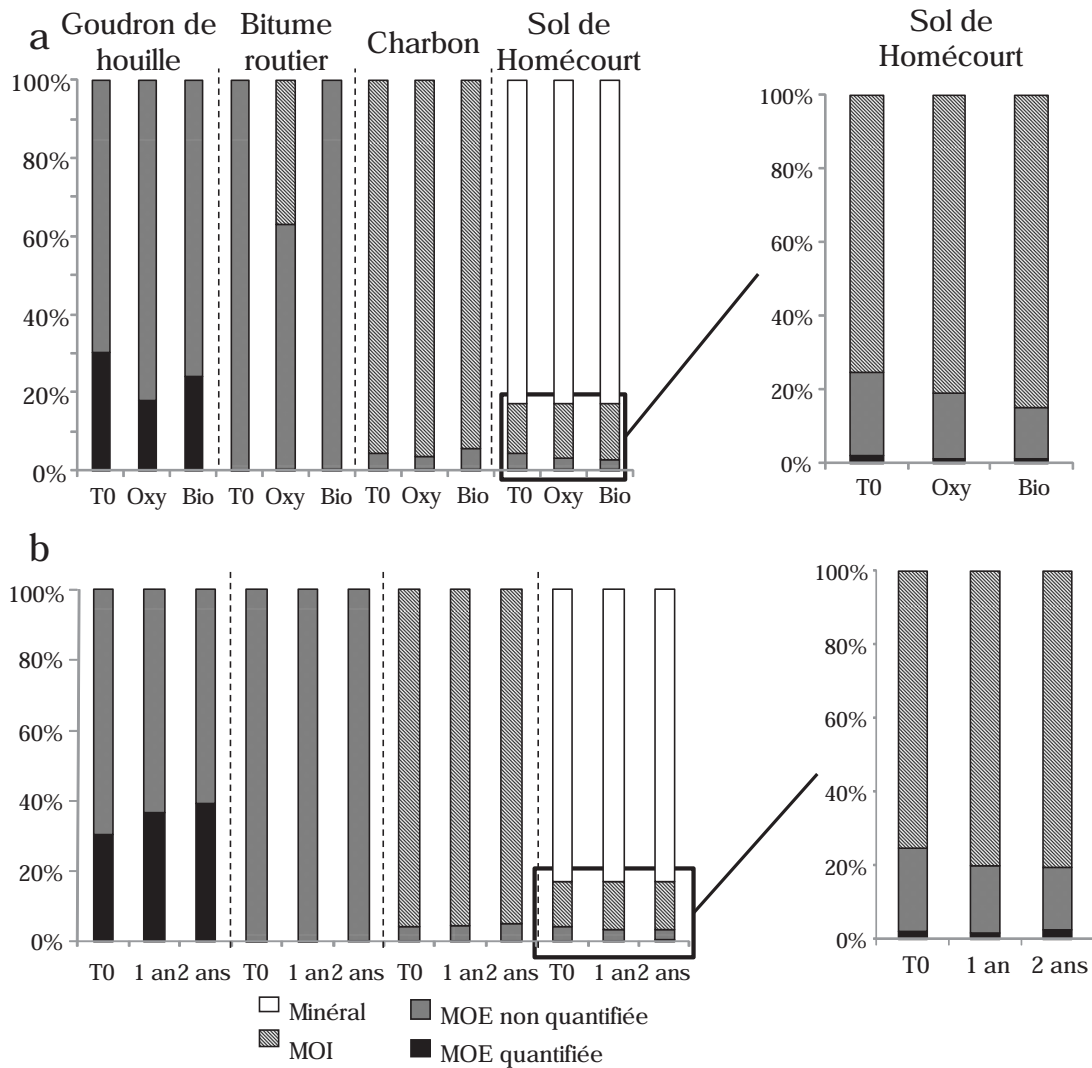 a
Goudron de houille
Bitume routier
Charbon
Sol de Homécourt
100%
80%
60%
40%
20%
0%
T0 Oxy Bio T0 Oxy Bio T0 Oxy Bio T0 Oxy Bio
Sol de Homécourt
100%
80%
60%
40%
20%
0%
T0 Oxy Bio
b
100%
80%
60%
40%
20%
0%
T0 1 an 2 ans T0 1 an 2 ans T0 1 an 2 ans T0 1 an 2 ans
100%
80%
60%
40%
20%
0%
T0 1 an 2 ans
Minéral
MOI
MOE non quantifiée
MOE quantifiée